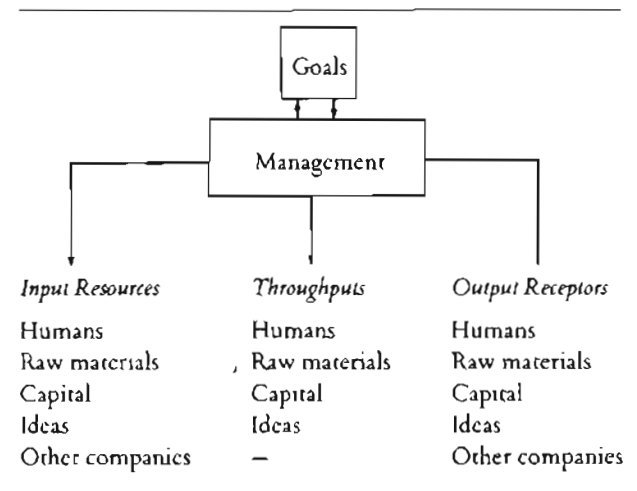 Goals
Management
Input Resources Throughputs Output Receptors
Humans Humans Humans
Raw materials , Raw materials Raw materials
Capital Capital Capital
Ideas Ideas Ideas
Other companies – Other companies